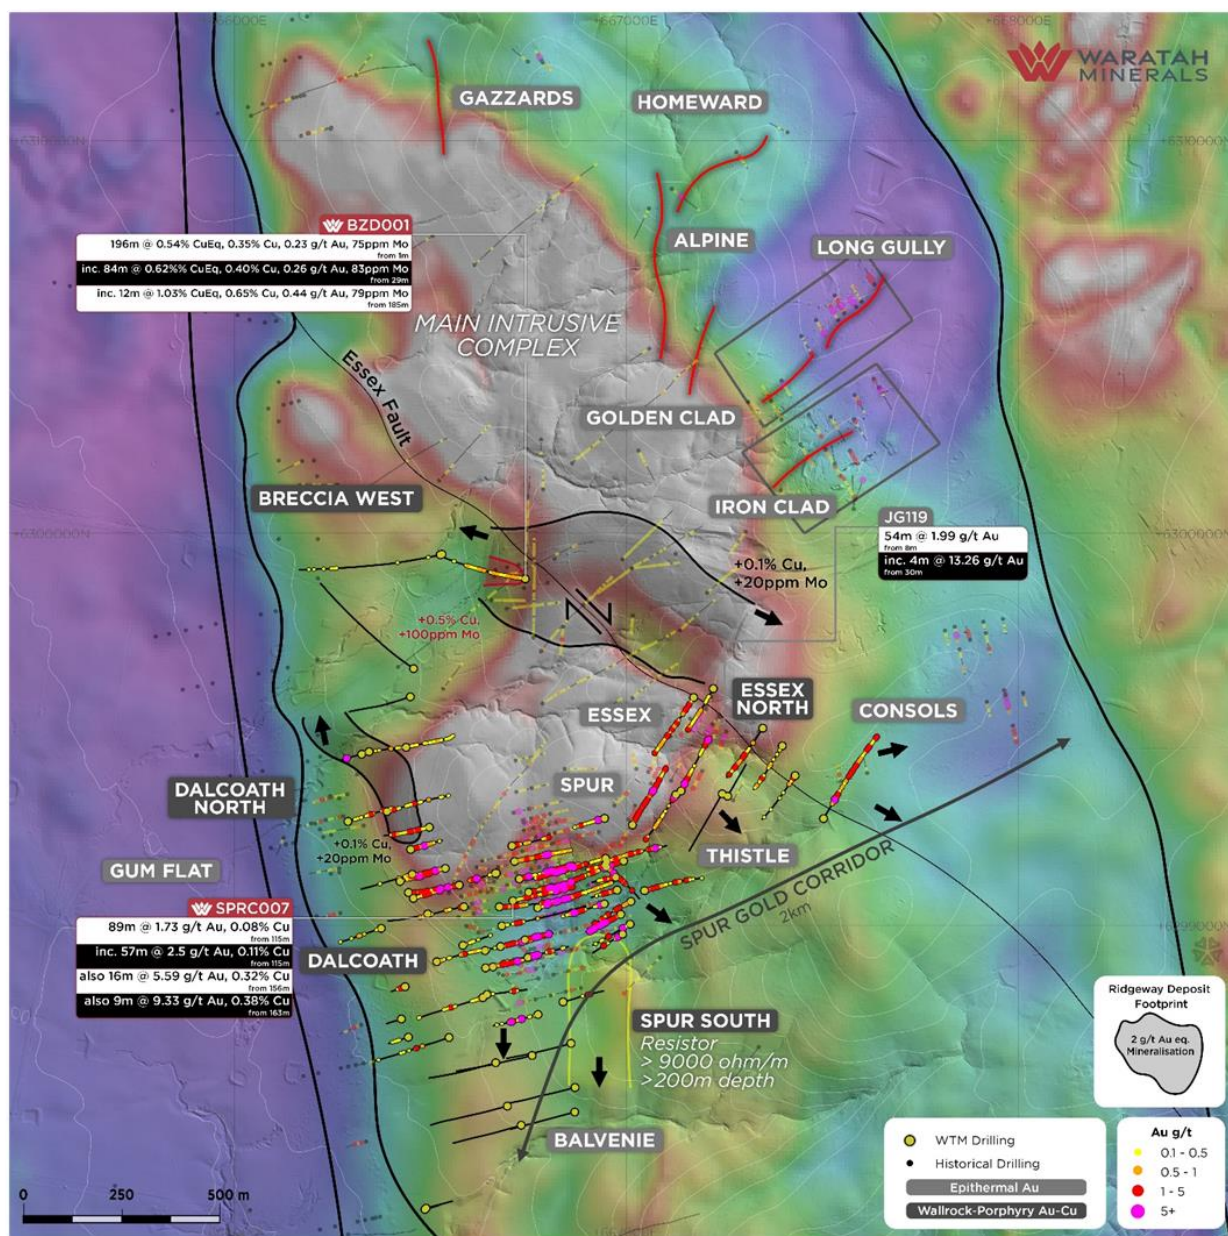 666000E
667000E
668000E
WARATAH
MINERALS
GAZZARDS
HOMEWARD
+6310000N
+6310000N
BZD001
196m @ 0.54% CuEq, 0.35% Cu, 0.23 g/t Au, 75ppm Mo
from 1m
inc. 84m @ 0.62%% CuEq, 0.40% Cu, 0.26 g/t Au, 83ppm Mo
from 29m
inc. 12m @ 1.03% CuEq, 0.65% Cu, 0.44 g/t Au, 79ppm Mo
from 185m
ALPINE
LONG GULLY
MAIN INTRUSIVE
COMPLEX
Essex Fault
GOLDEN CLAD
BRECCIA WEST
IRON CLAD
JG119
54m @ 1.99 g/t Au
from 8m
inc. 4m @ 13.26 g/t Au
from 30m
+6300000N
+6300000N
+0.1% Cu,
+20ppm Mo
+0.5% Cu,
+100ppm Mo
ESSEX
ESSEX
NORTH
CONSOLS
SPUR
DALCOATH
NORTH
+0.1% Cu,
+20ppm Mo
THISTLE
GUM FLAT
SPUR GOLD CORRIDOR
2km
SPRC007
89m @ 1.73 g/t Au, 0.08% Cu
from 115m
inc. 57m @ 2.5 g/t Au, 0.11% Cu
from 115m
also 16m @ 5.59 g/t Au, 0.32% Cu
from 156m
also 9m @ 9.33 g/t Au, 0.38% Cu
from 163m
DALCOATH
SPUR SOUTH
Resistor
> 9000 ohm/m
>200m depth
Ridgeway Deposit
Footprint
2 g/t Au eq.
Mineralisation
BALVENIE
WTM Drilling
Historical Drilling
Epithermal Au
Wallrock-Porphyry Au-Cu
Au g/t
0.1 - 0.5
0.5 - 1
1 - 5
5+
0 250 500 m